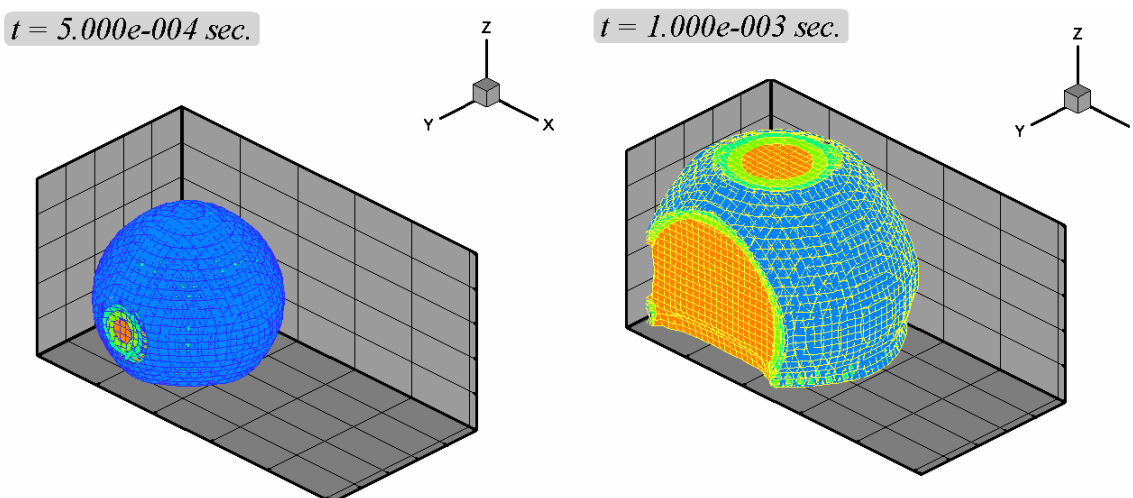 t = 5.000e-004 sec.
Z
Y
X
t = 1.000e-003 sec.
Z
Y